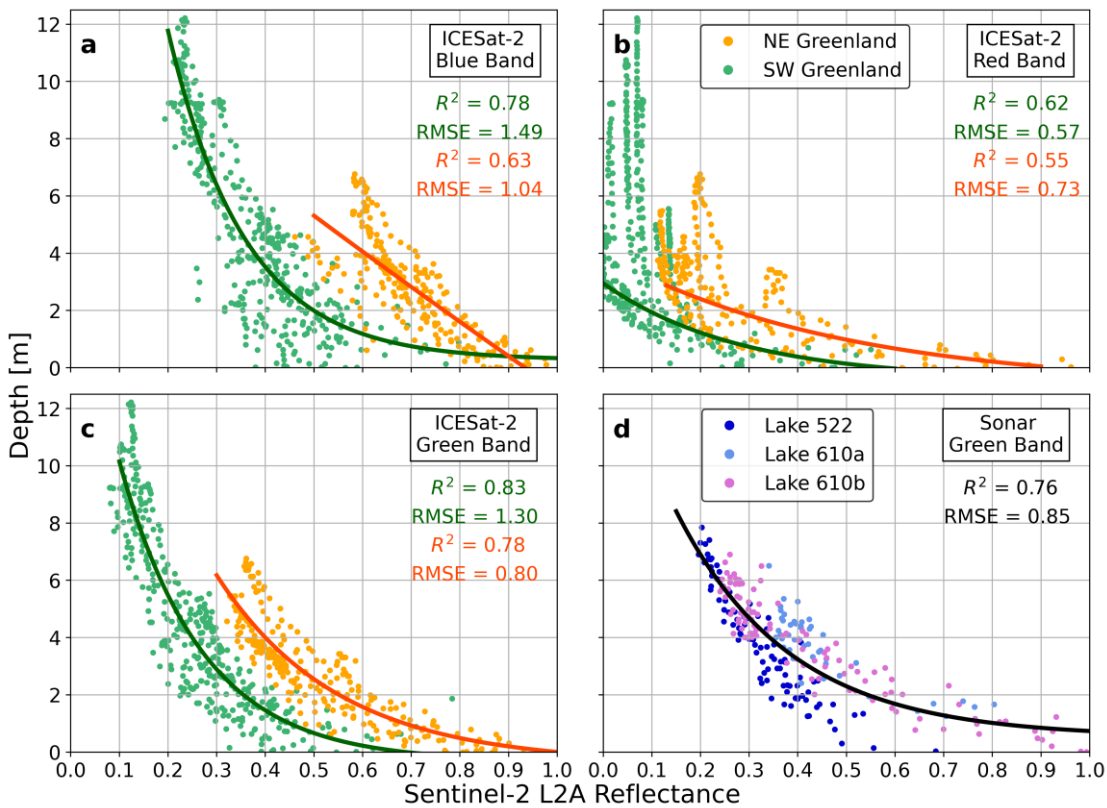 a
ICESat-2
Blue Band
R² = 0.78
RMSE = 1.49
R² = 0.63
RMSE = 1.04
12
10
8
6
4
2
0
b
NE Greenland
SW Greenland
ICESat-2
Red Band
R² = 0.62
RMSE = 0.57
R² = 0.55
RMSE = 0.73
Depth [m]
c
ICESat-2
Green Band
R² = 0.83
RMSE = 1.30
R² = 0.78
RMSE = 0.80
12
10
8
6
4
2
0
0.0 0.1 0.2 0.3 0.4 0.5 0.6 0.7 0.8 0.9 1.0
d
Lake 522
Lake 610a
Lake 610b
Sonar
Green Band
R² = 0.76
RMSE = 0.85
0.1 0.2 0.3 0.4 0.5 0.6 0.7 0.8 0.9 1.0
Sentinel-2 L2A Reflectance